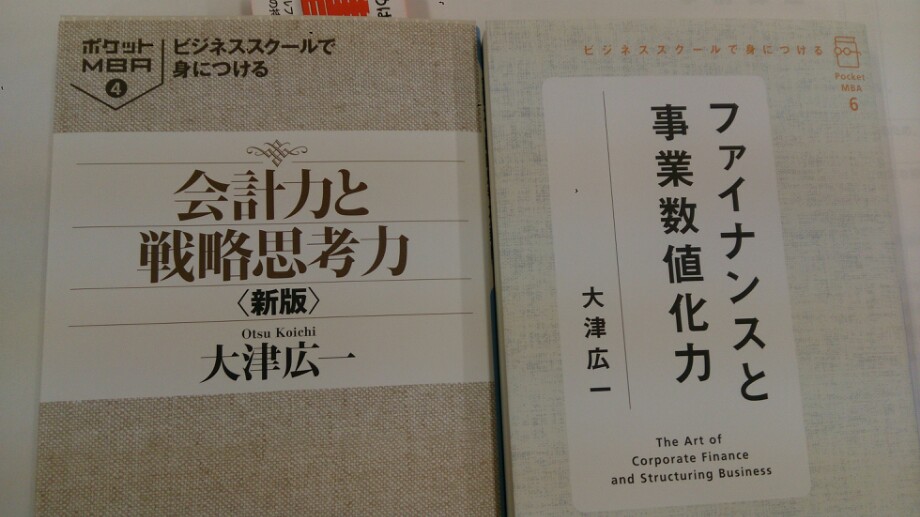 ポケット
MBA
4
ビジネススクールで
身につける
会計力と
戦略思考力
〈新版〉
Otsu Koichi
大津広一
ビジネススクールで身につける
Pocket
MBA
6
ファイナンスと
事業数値化力
大津広一
The Art of
Corporate Finance
and Structuring Business